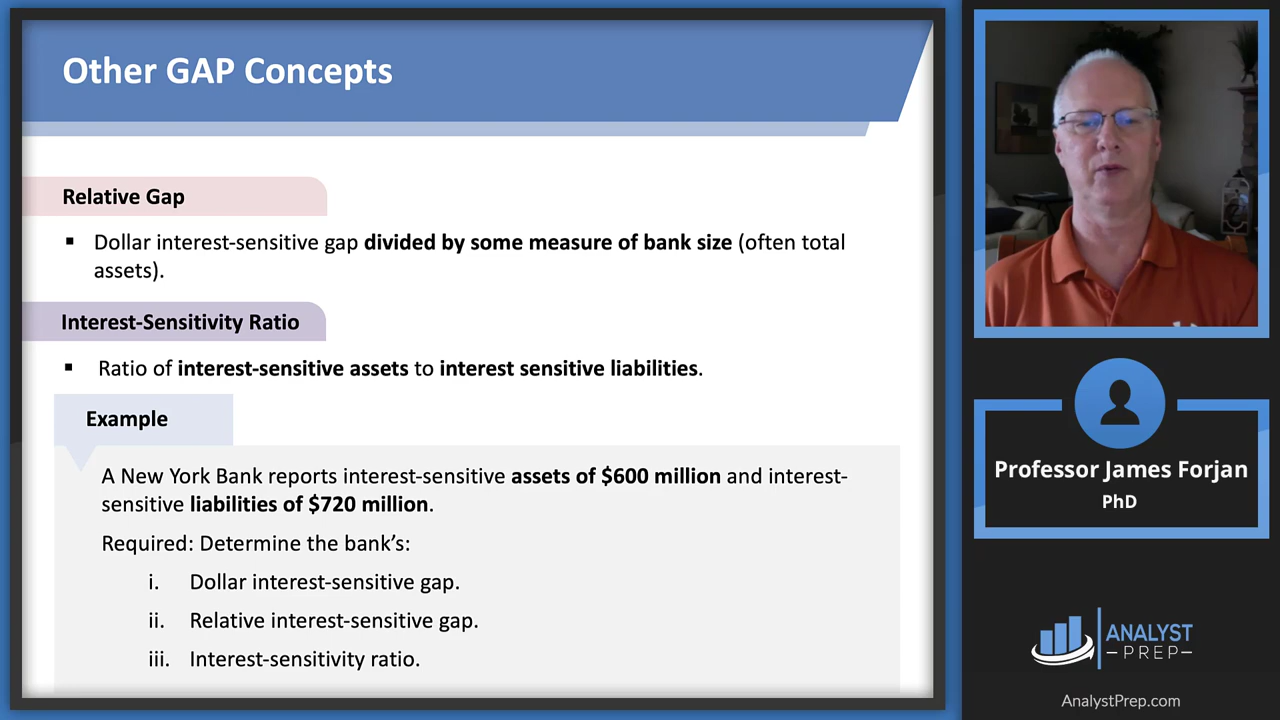 Other GAP Concepts
Relative Gap
▪ Dollar interest-sensitive gap divided by some measure of bank size (often total
assets).
Interest-Sensitivity Ratio
▪ Ratio of interest-sensitive assets to interest sensitive liabilities.
Example
A New York Bank reports interest-sensitive assets of $600 million and interest-
sensitive liabilities of $720 million.
Required: Determine the bank's:
i. Dollar interest-sensitive gap.
ii. Relative interest-sensitive gap.
iii. Interest-sensitivity ratio.
Professor James Forjan
PhD
ANALYST
PREP
AnalystPrep.com